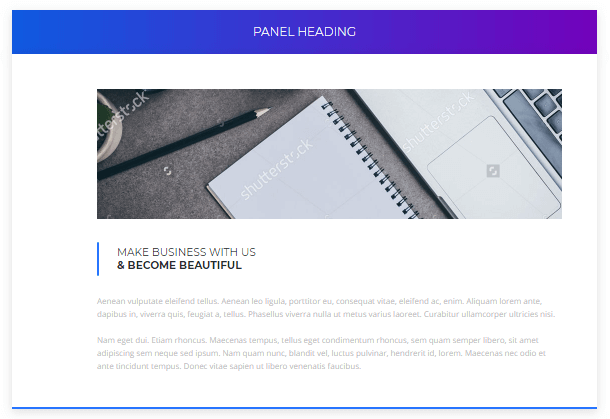 PANEL HEADING
shutterstock
shutterstock
shutterstock
MAKE BUSINESS WITH US
& BECOME BEAUTIFUL
Aenean vulputate eleifend tellus. Aenean leo ligula, porttitor eu, consequat vitae, eleifend ac, enim. Aliquam lorem ante,
dapibus in, viverra quis, feugiat a, tellus. Phasellus viverra nulla ut metus varius laoreet. Curabitur ullamcorper ultricies nisi.
Nam eget dui. Etiam rhoncus. Maecenas tempus, tellus eget condimentum rhoncus, sem quam semper libero, sit amet
adipiscing sem neque sed ipsum. Nam quam nunc, blandit vel, luctus pulvinar, hendrerit id, lorem. Maecenas nec odio et
ante tincidunt tempus. Donec vitae sapien ut libero venenatis faucibus.